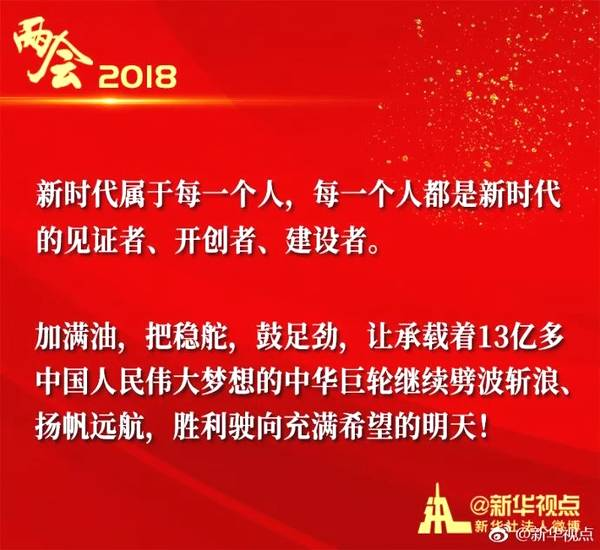 两会 2018
新时代属于每一个人，每一个人都是新时代
的见证者、开创者、建设者。
加满油，把稳舵，鼓足劲，让承载着13亿多
中国人民伟大梦想的中华巨轮继续劈波斩浪、
扬帆远航，胜利驶向充满希望的明天！
@新华视点
新华社法人微博
@新华视点